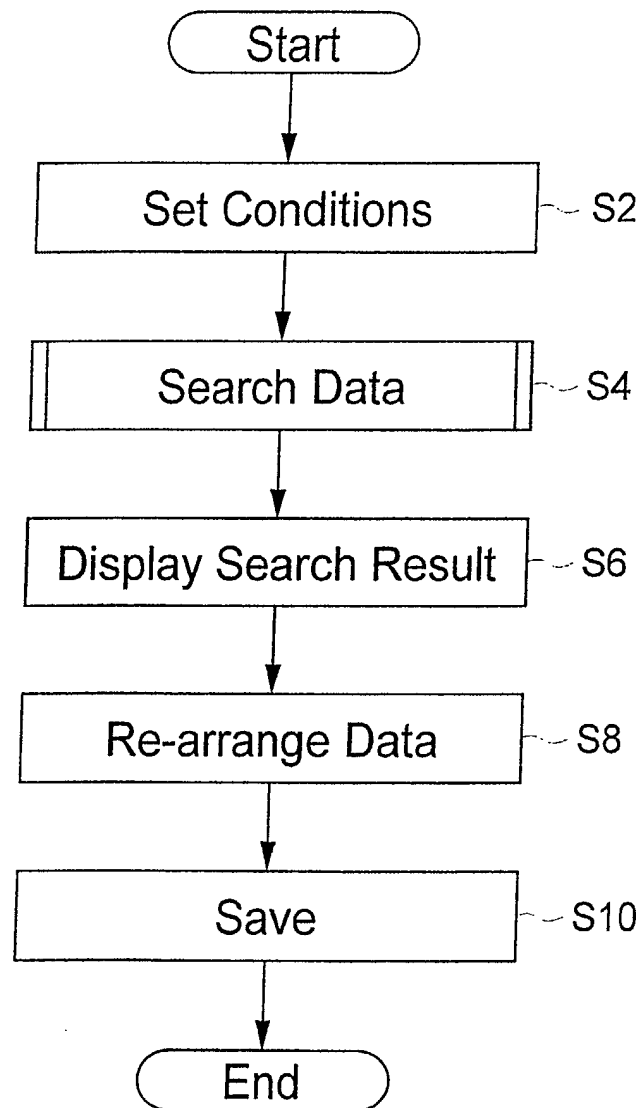 Start
Set Conditions S2
Search Data S4
Display Search Result S6
Re-arrange Data S8
Save S10
End